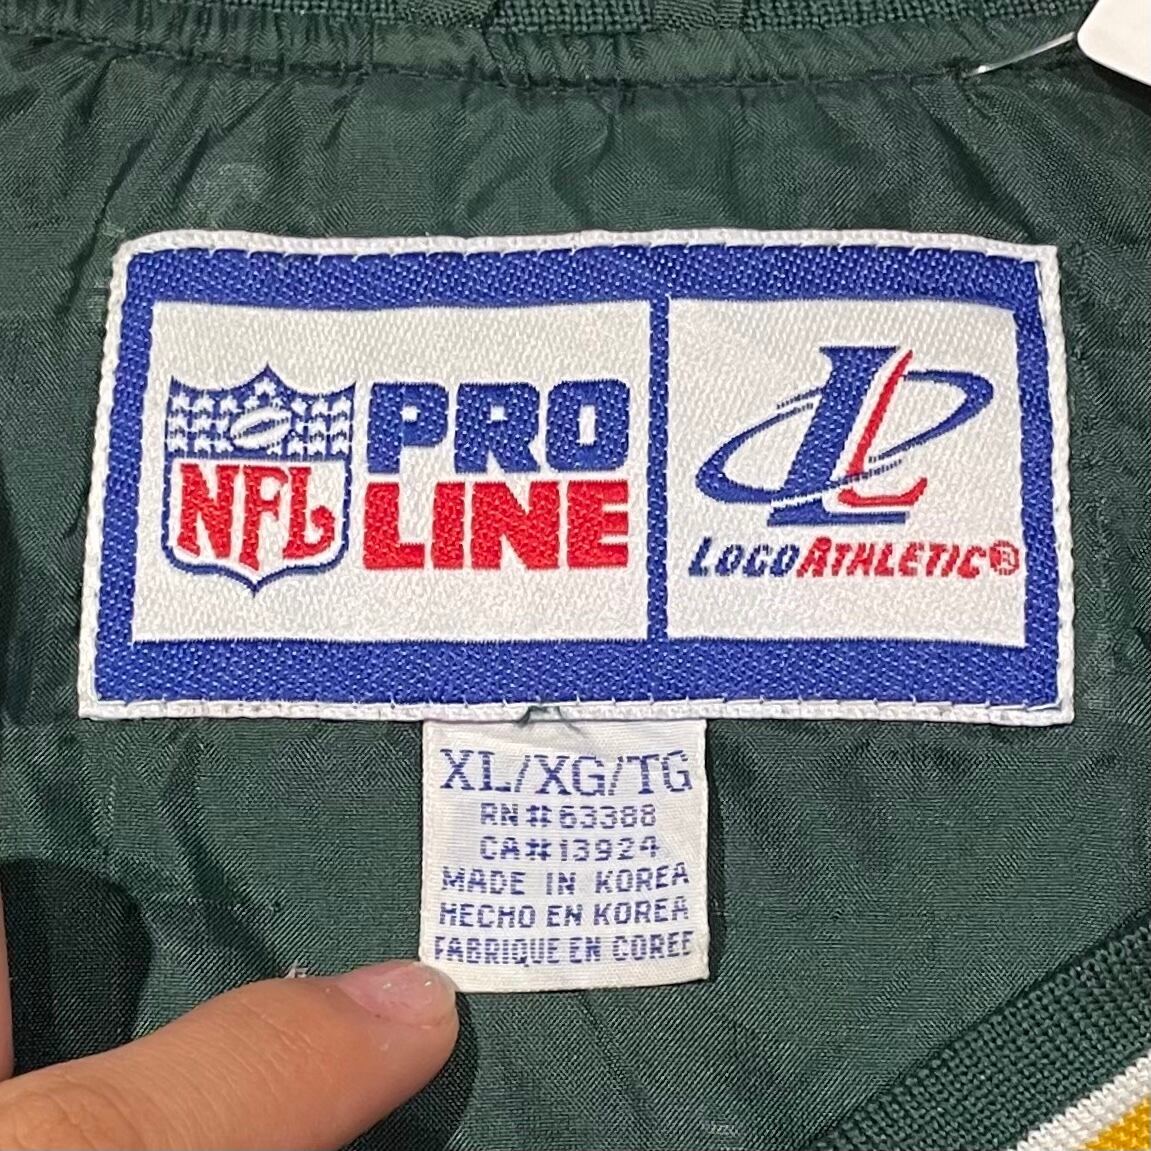 NFL
PRO
LINE
LOGOATHLETIC®
XL/XG/TG
RN#63388
CA#13924
MADE IN KOREA
HECHO EN KOREA
FABRIQUE EN COREE